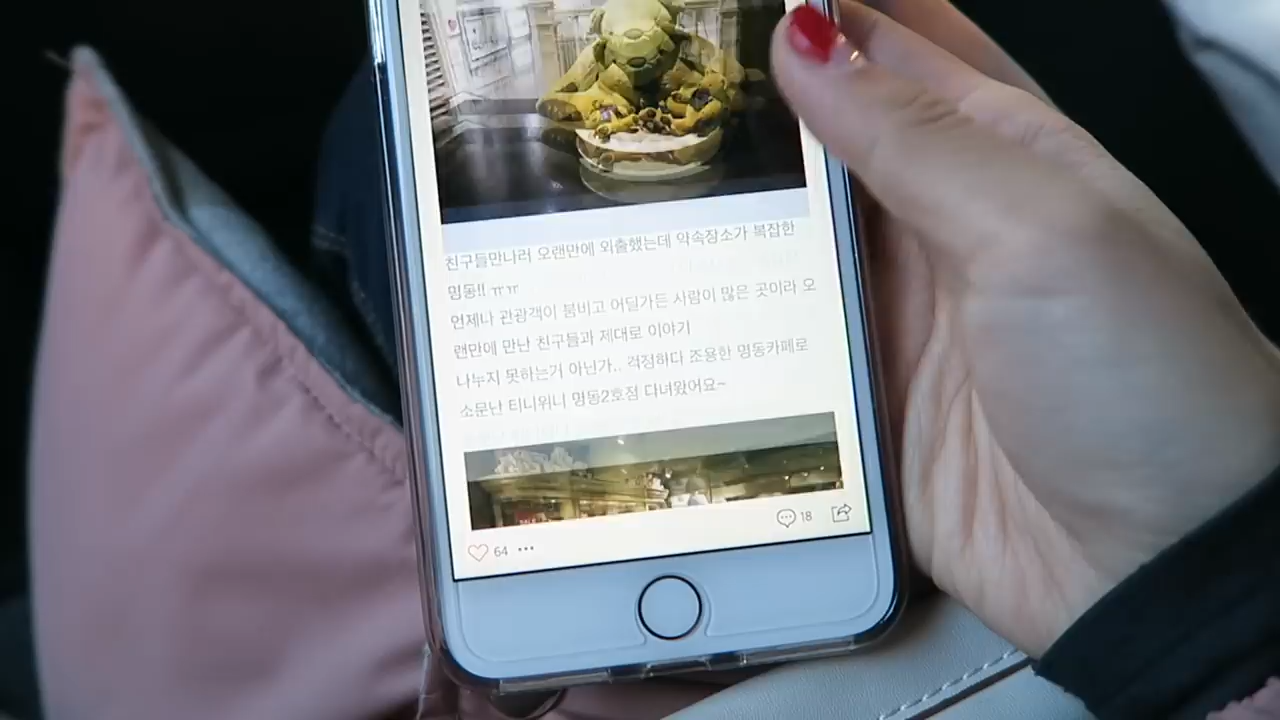 친구들만나러 오랜만에 외출했는데 약속장소가 복잡한
명동!! ㅠㅠ
언제나 관광객이 붐비고 어딜가든 사람이 많은 곳이라 오
랜만에 만난 친구들과 제대로 이야기
나누지 못하는거 아닌가.. 걱정하다 조용한 명동카페로
소문난 티니위니 명동2호점 다녀왔어요~
64
18